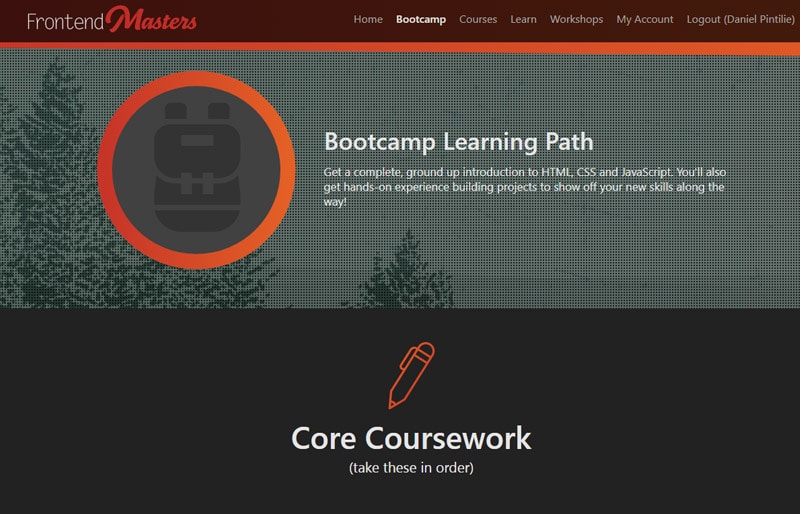 Frontend Masters
Home Bootcamp Courses Learn Workshops My Account Logout (Daniel Pintilie)
Bootcamp Learning Path
Get a complete, ground up introduction to HTML, CSS and JavaScript. You'll also
get hands-on experience building projects to show off your new skills along the
way!
Core Coursework
(take these in order)